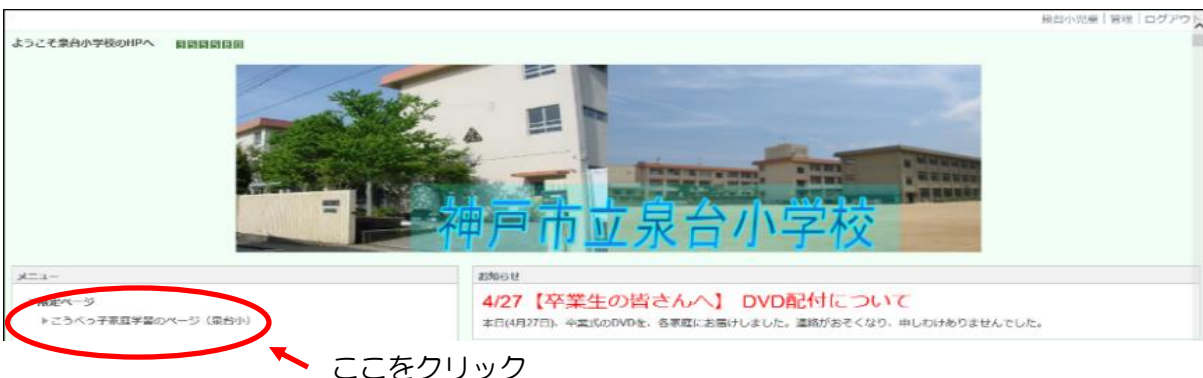 泉台小児童｜管理｜ログアウト
ようこそ泉台小学校のHPへ
神戸市立泉台小学校
メニュー
限定ページ
▶こうべっ子家庭学習のページ（泉台小）
お知らせ
4/27【卒業生の皆さんへ】 DVD配付について
本日(4月27日)、卒業式のDVDを、各家庭にお届けしました。連絡がおそくなり、申しわけありませんでした。
ここをクリック